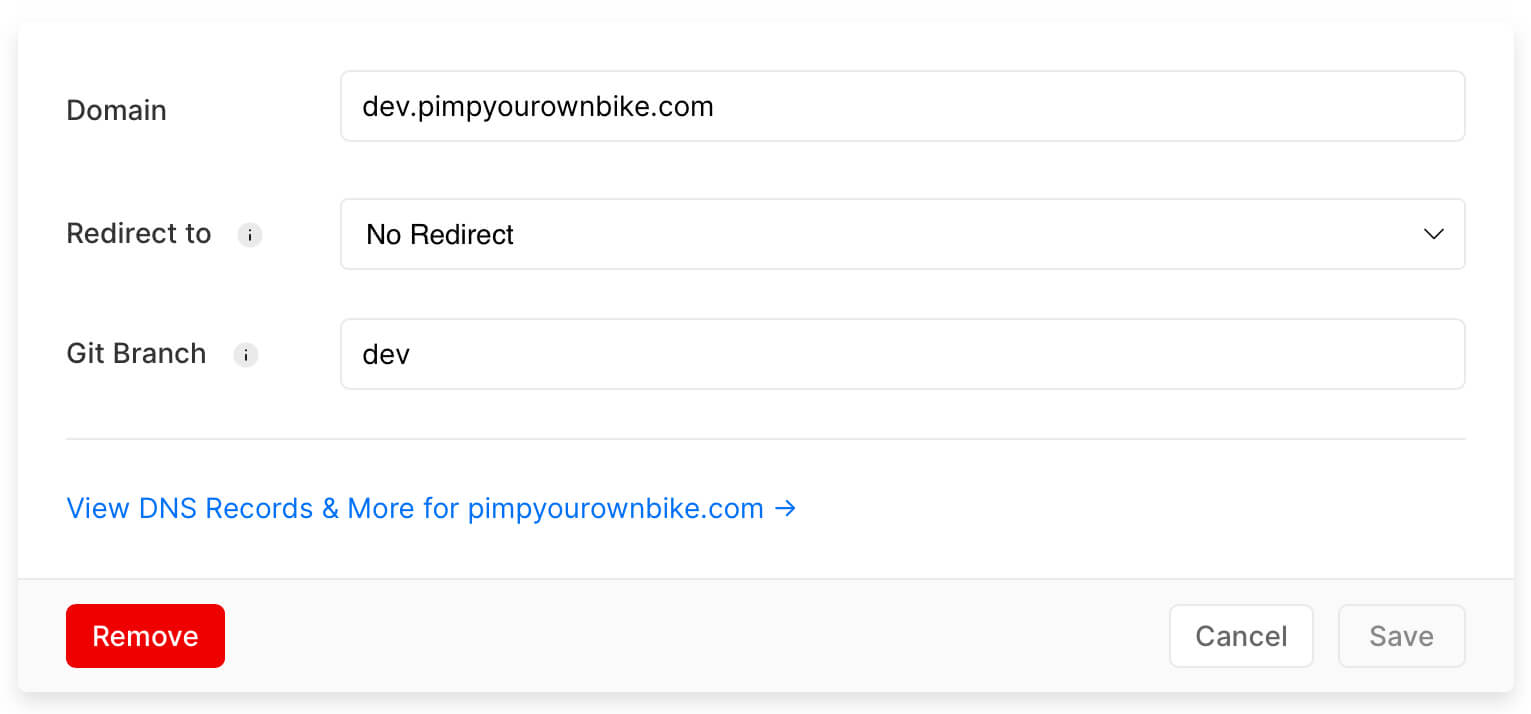 Domain
dev.pimpyourownbike.com
Redirect to i
No Redirect
Git Branch i
dev
View DNS Records & More for pimpyourownbike.com →
Remove
Cancel
Save